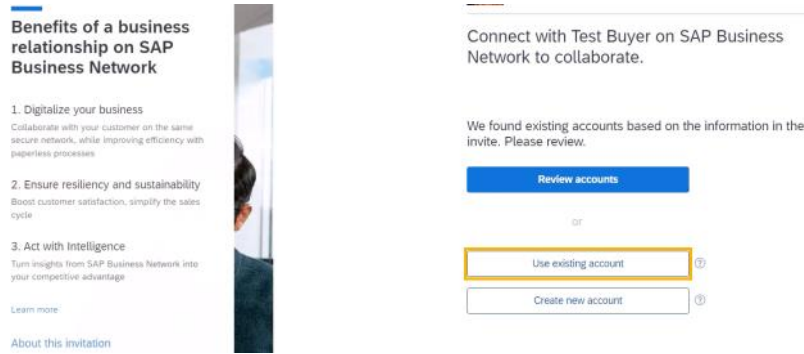 Benefits of a business
relationship on SAP
Business Network
1. Digitalize your business
Collaborate with your customer on the same
secure network, while improving efficiency with
paperless processes
2. Ensure resiliency and sustainability
Boost customer satisfaction, simplify the sales
cycle
3. Act with Intelligence
Turn insights from SAP Business Network into
your competitive advantage
Learn more
About this invitation
Connect with Test Buyer on SAP Business
Network to collaborate.
We found existing accounts based on the information in the
invite. Please review.
Review accounts
or
Use existing account
Create new account